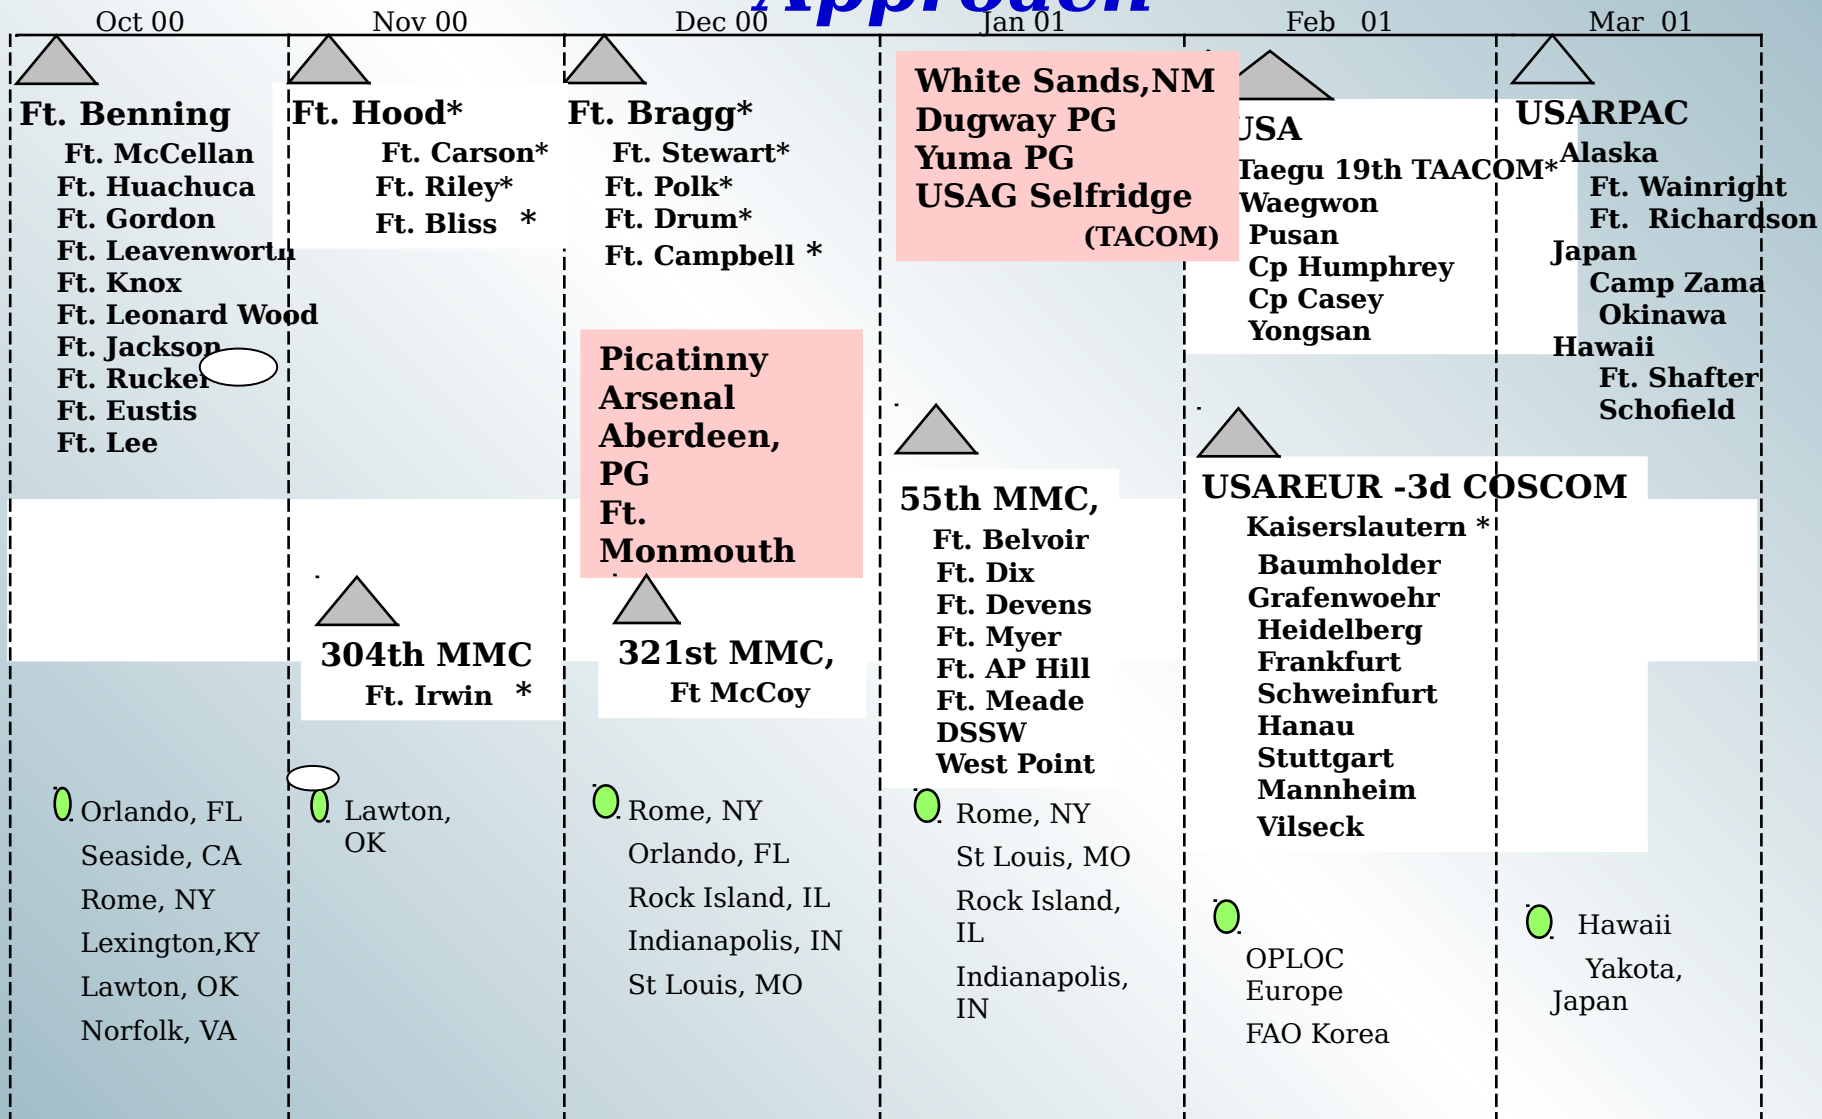 Approach
Oct 00
Nov 00
Dec 00
Jan 01
Feb 01
Mar 01
Ft. Benning
Ft. McCellan
Ft. Huachuca
Ft. Gordon
Ft. Leavenworth
Ft. Knox
Ft. Leonard Wood
Ft. Jackson
Ft. Rucker
Ft. Eustis
Ft. Lee
Orlando, FL
Seaside, CA
Rome, NY
Lexington,KY
Lawton, OK
Norfolk, VA
Ft. Hood*
Ft. Carson*
Ft. Riley*
Ft. Bliss *
304th MMC
Ft. Irwin *
Lawton,
OK
Ft. Bragg*
Ft. Stewart*
Ft. Polk*
Ft. Drum*
Ft. Campbell *
Picatinny
Arsenal
Aberdeen,
PG
Ft.
Monmouth
321st MMC,
Ft McCoy
Rome, NY
Orlando, FL
Rock Island, IL
Indianapolis, IN
St Louis, MO
White Sands,NM
Dugway PG
Yuma PG
USAG Selfridge
(TACOM)
55th MMC,
Ft. Belvoir
Ft. Dix
Ft. Devens
Ft. Myer
Ft. AP Hill
Ft. Meade
DSSW
West Point
Rome, NY
St Louis, MO
Rock Island,
IL
Indianapolis,
IN
USA
Taegu 19th TAACOM*
Waegwon
Pusan
Cp Humphrey
Cp Casey
Yongsan
USAREUR -3d COSCOM
Kaiserslautern *
Baumholder
Grafenwoehr
Heidelberg
Frankfurt
Schweinfurt
Hanau
Stuttgart
Mannheim
Vilseck
OPLOC
Europe
FAO Korea
USARPAC
Alaska
Ft. Wainright
Ft. Richardson
Japan
Camp Zama
Okinawa
Hawaii
Ft. Shafter
Schofield
Hawaii
Yakota,
Japan